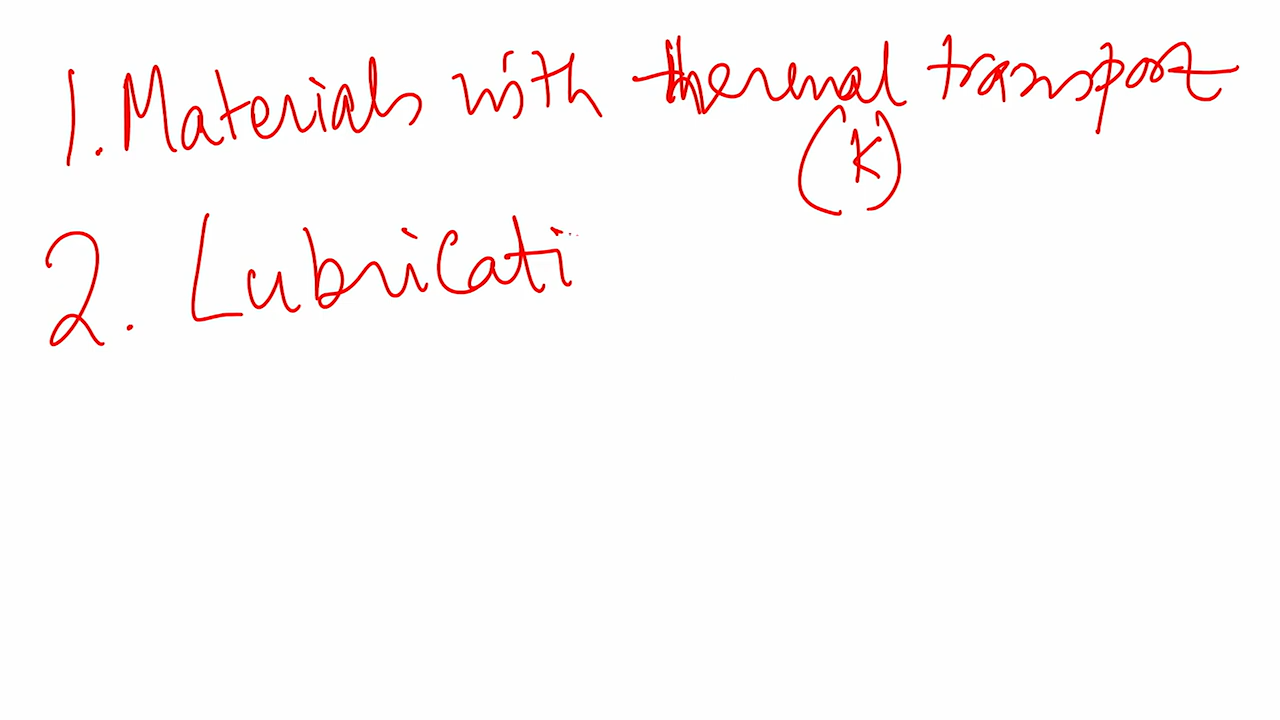 1. Materials with thermal transport
(K)
2. Lubricati